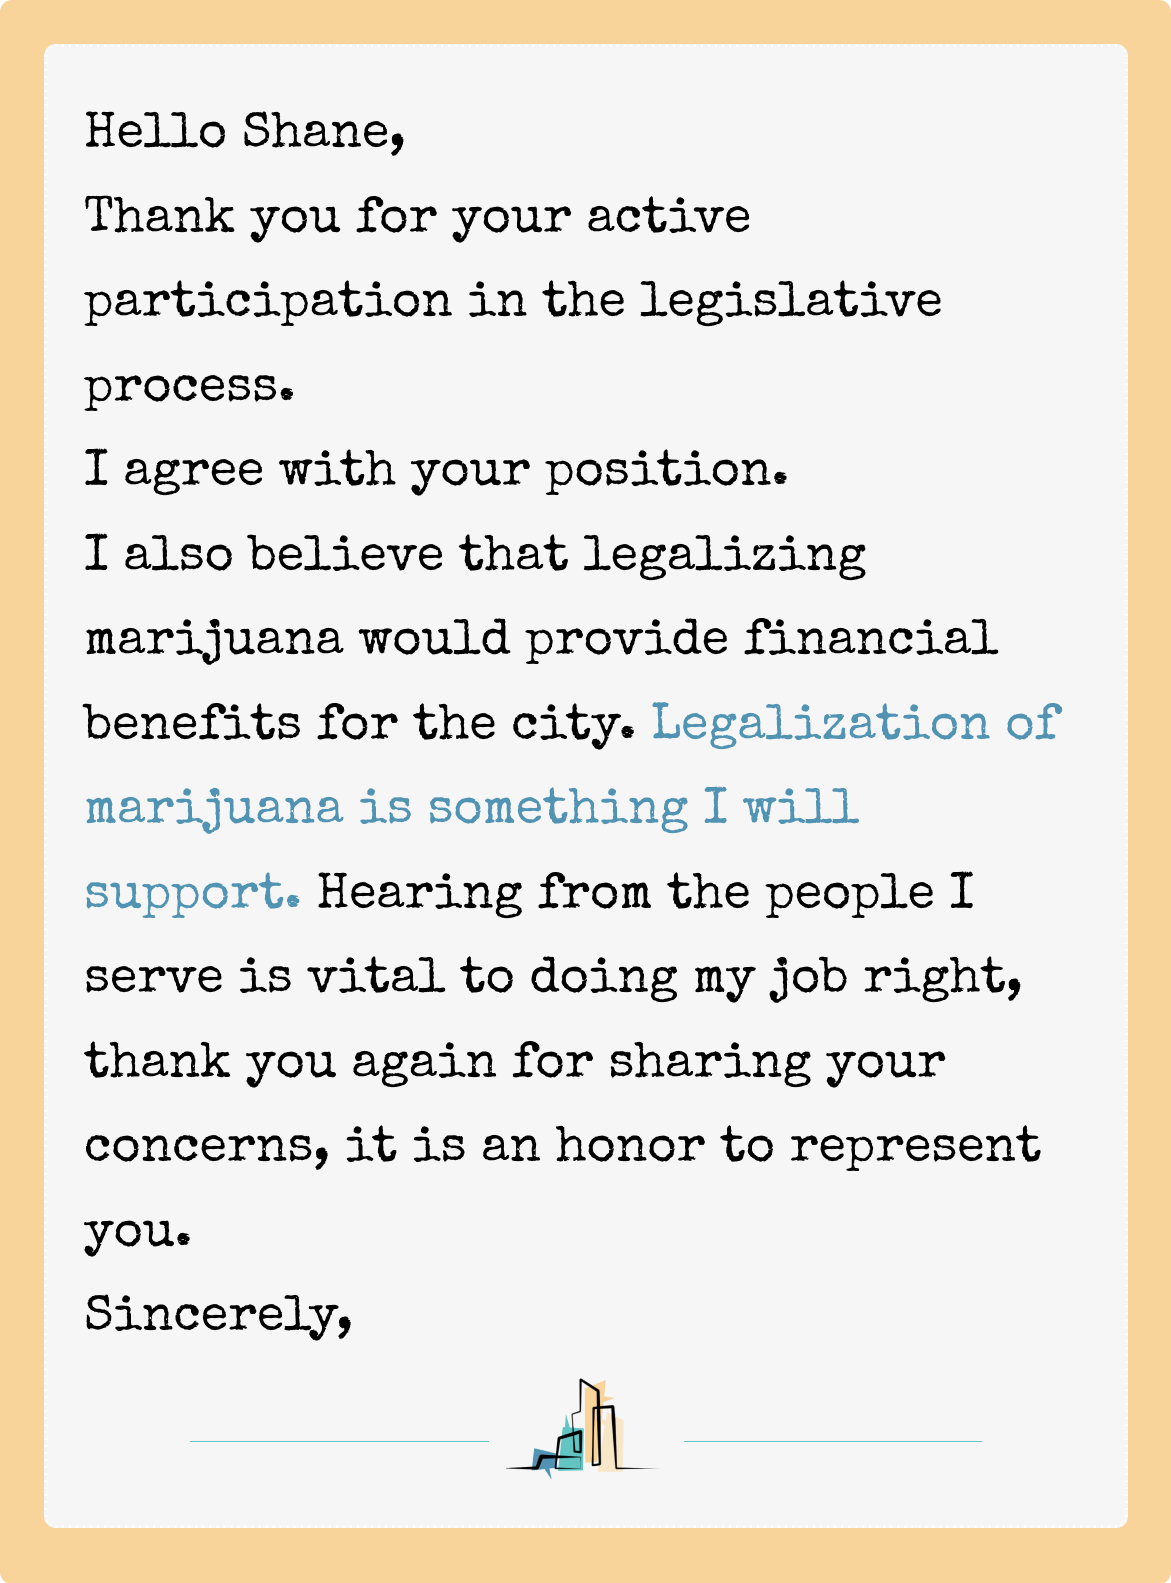 Hello Shane,
Thank you for your active
participation in the legislative
process.
I agree with your position.
I also believe that legalizing
marijuana would provide financial
benefits for the city. Legalization of
marijuana is something I will
support. Hearing from the people I
serve is vital to doing my job right,
thank you again for sharing your
concerns, it is an honor to represent
you.
Sincerely,